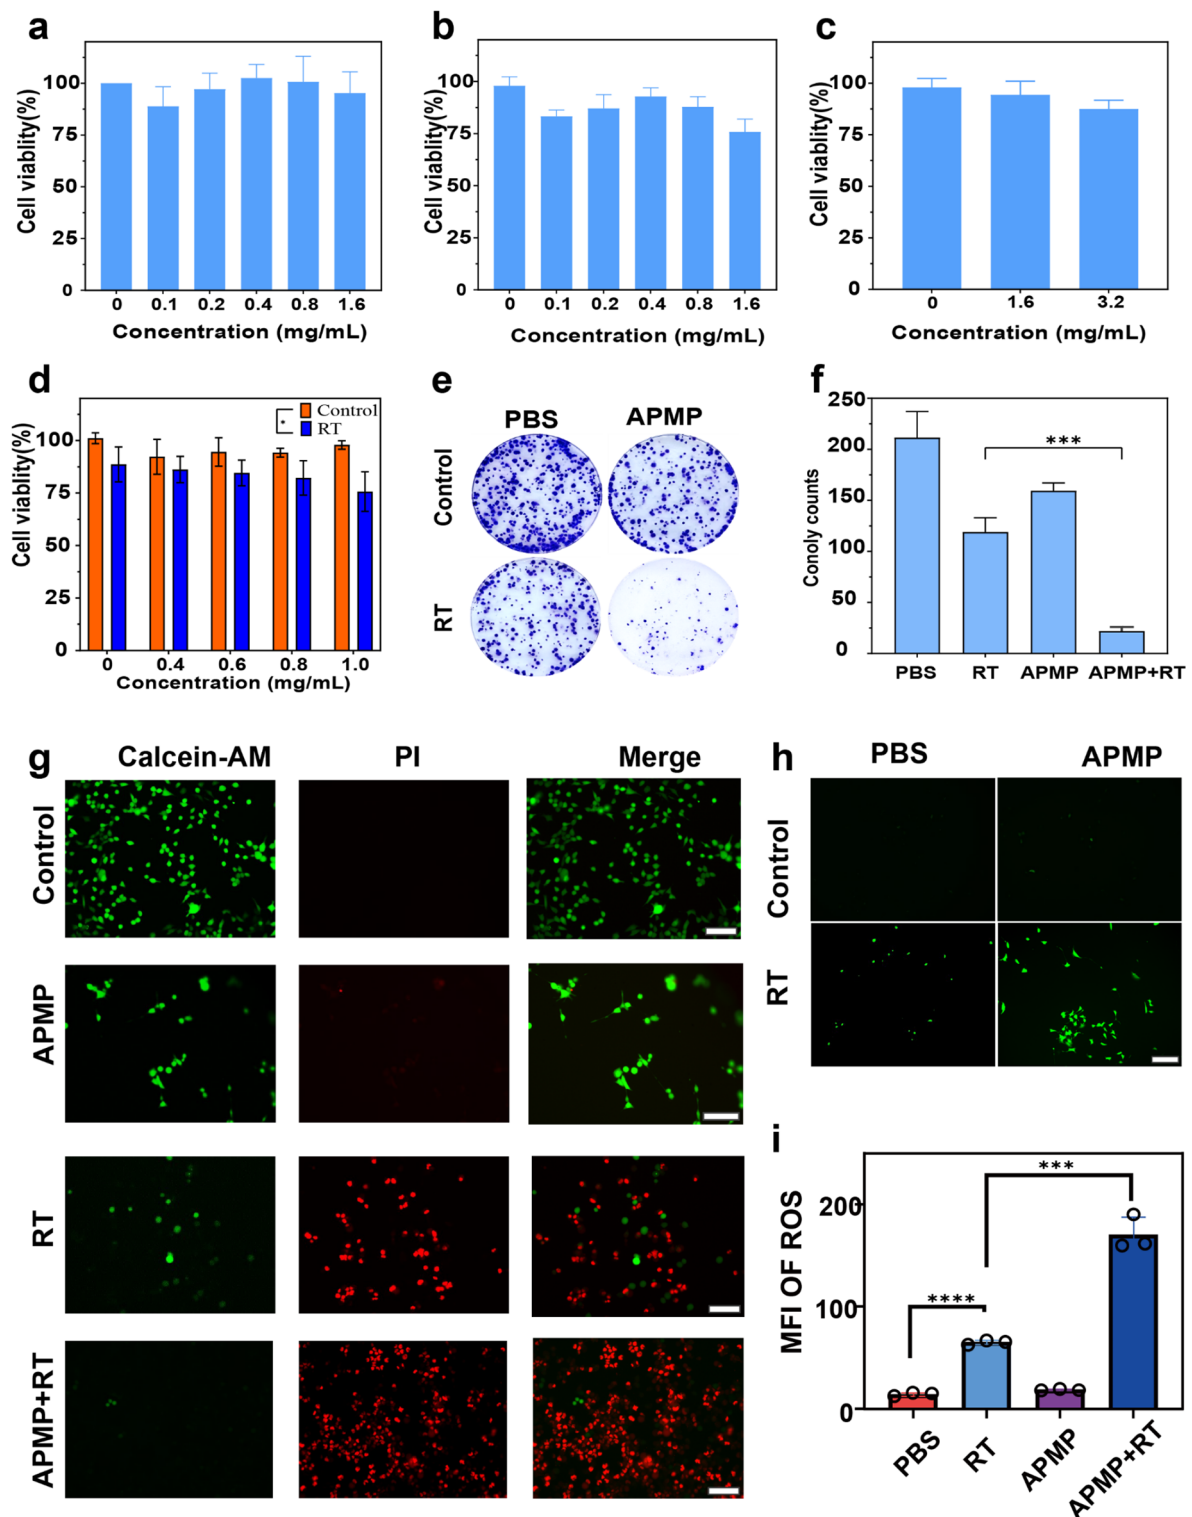 a
100
75
50
25
0
Cell viablity(%)
0 0.1 0.2 0.4 0.8 1.6
Concentration (mg/mL)
b
100
75
50
25
0
Cell viability(%)
0 0.1 0.2 0.4 0.8 1.6
Concentration (mg/mL)
c
100
75
50
25
0
Cell viablity(%)
0 1.6 3.2
Concentration (mg/mL)
d
100
75
50
25
0
Cell viablity(%)
Control
* RT
0 0.4 0.6 0.8 1.0
Concentration (mg/mL)
e
PBS APMP
Control
RT
f
250
200
150
100
50
0
Conoly counts
***
PBS RT APMP APMP+RT
g
Calcein-AM PI Merge
Control
APMP
RT
APMP+RT
h
PBS APMP
Control
RT
i
200
100
0
MFI OF ROS
***
****
PBS RT APMP APMP+RT